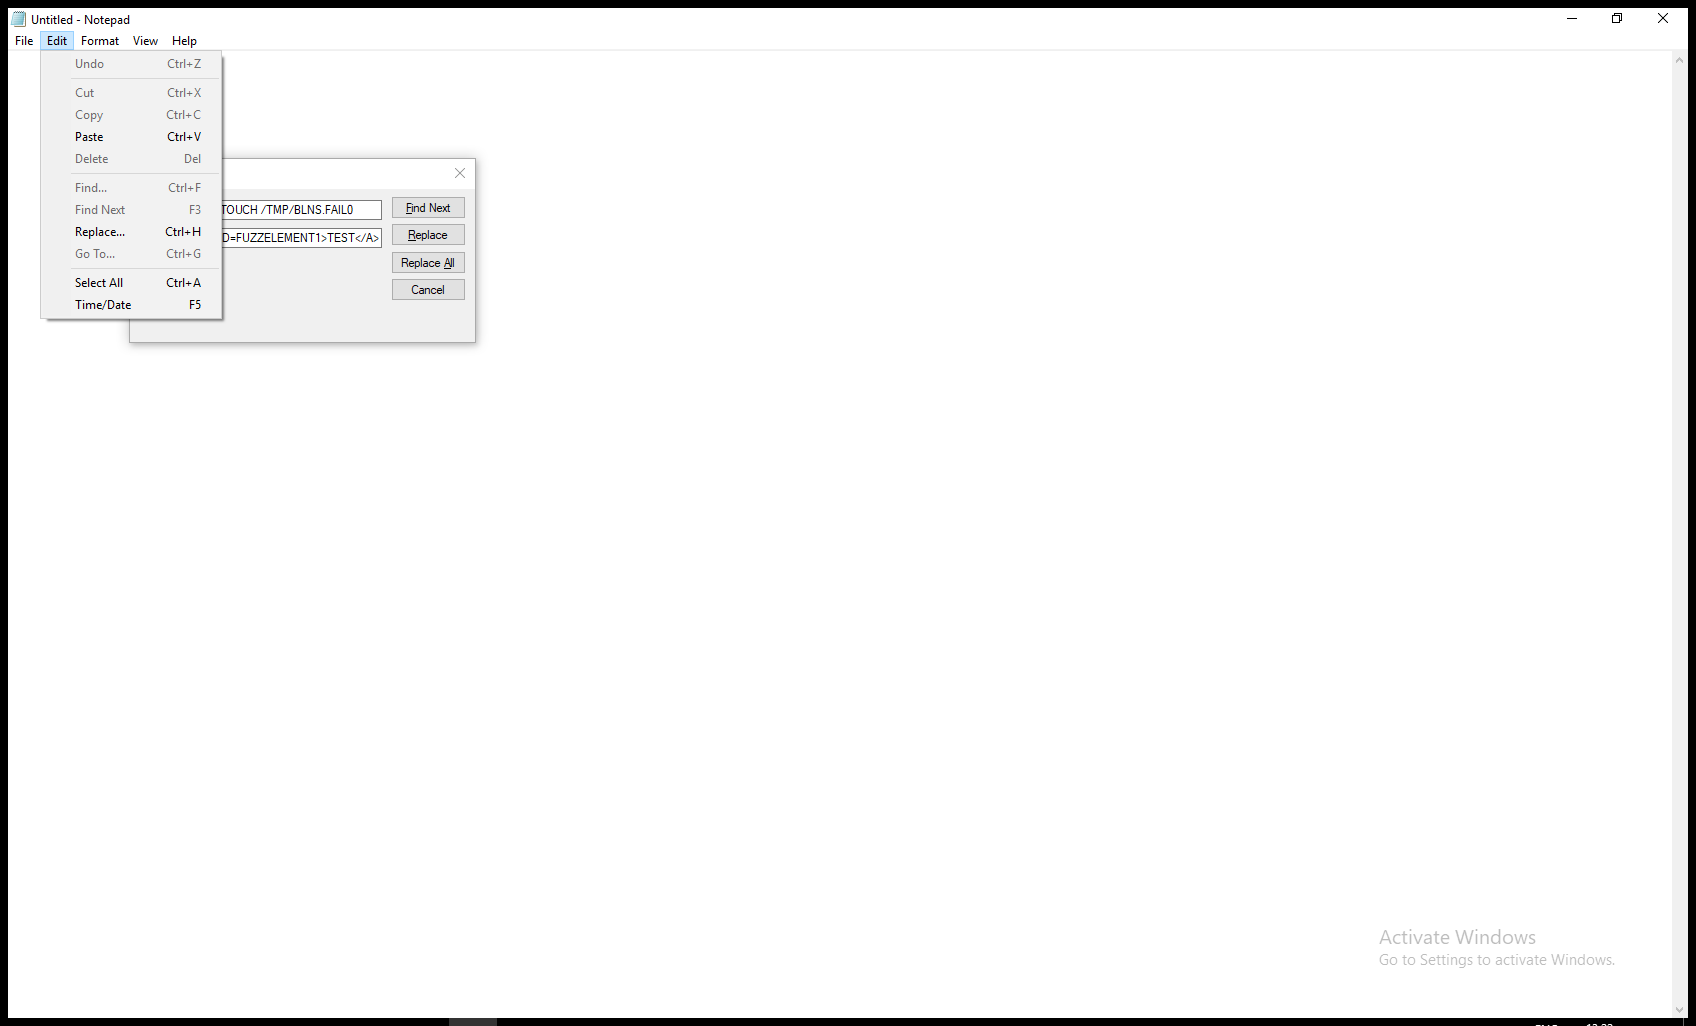 Untitled - Notepad
File Edit Format View Help
Undo Ctrl+Z
Cut Ctrl+X
Copy Ctrl+C
Paste Ctrl+V
Delete Del
Find... Ctrl+F
Find Next F3
Replace... Ctrl+H
Go To... Ctrl+G
Select All Ctrl+A
Time/Date F5
TOUCH /TMP/BLNS.FAIL0
D=FUZZELEMENT1>TEST</A>
Find Next
Replace
Replace All
Cancel
Activate Windows
Go to Settings to activate Windows.